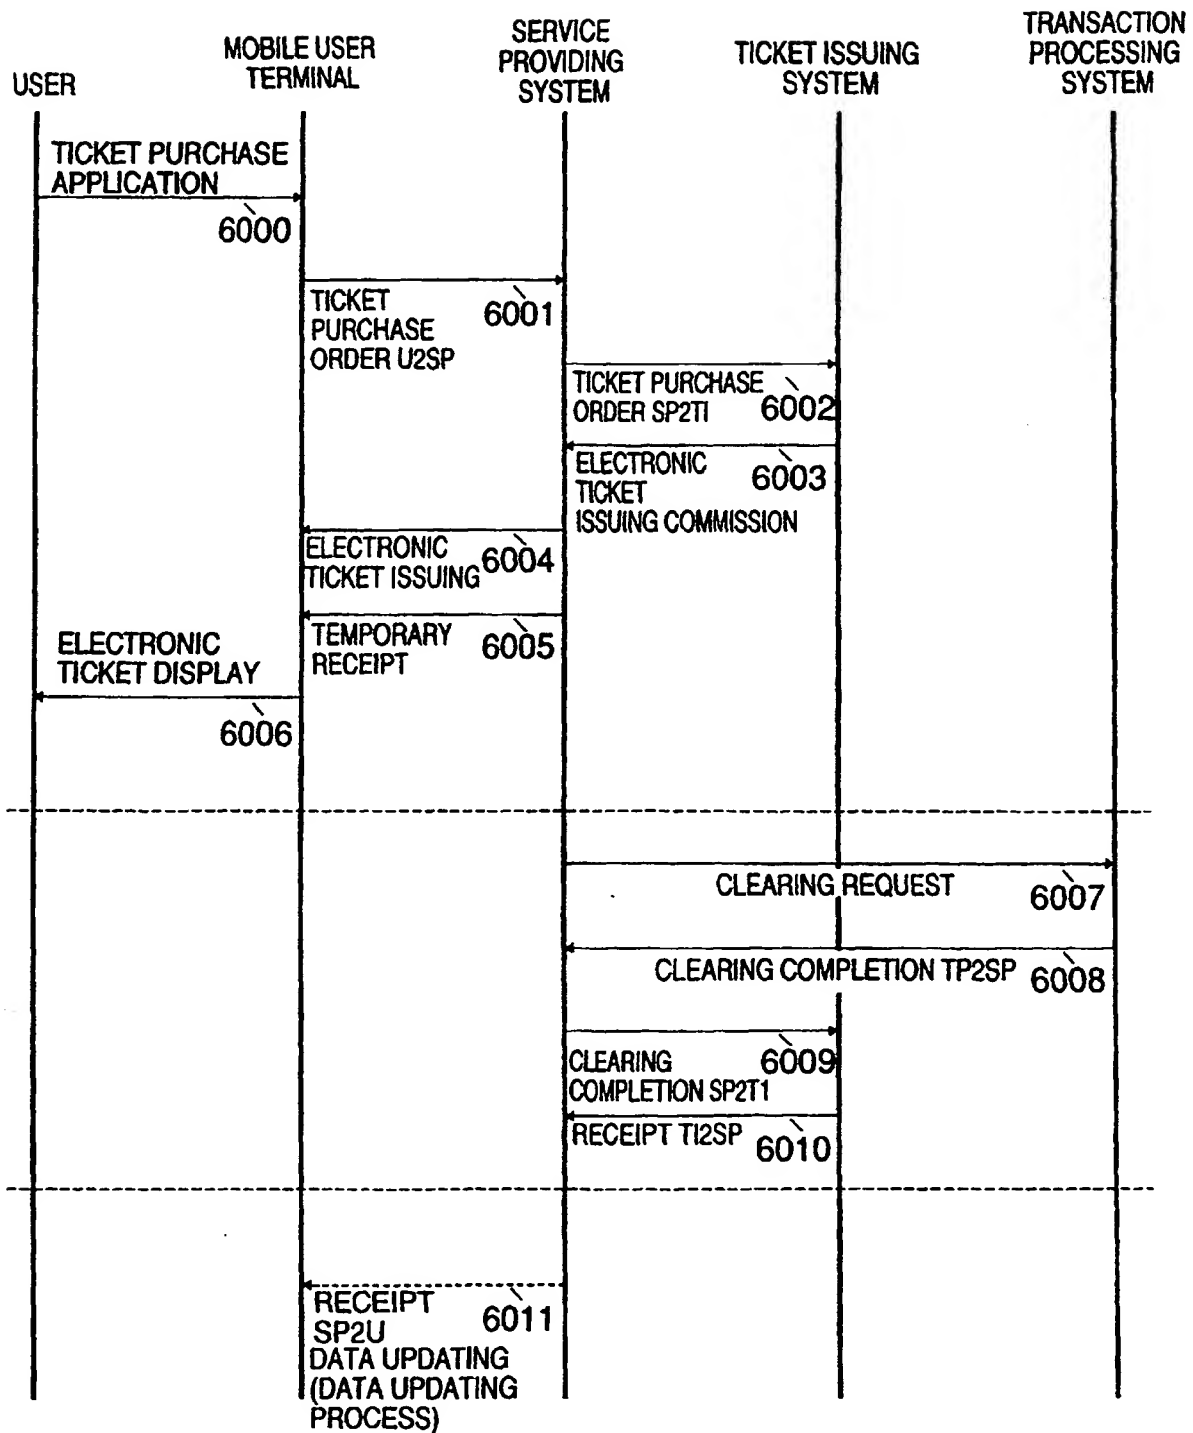 USER
MOBILE USER
TERMINAL
SERVICE
PROVIDING
SYSTEM
TICKET ISSUING
SYSTEM
TRANSACTION
PROCESSING
SYSTEM
TICKET PURCHASE
APPLICATION
6000
TICKET
PURCHASE
ORDER U2SP
6001
TICKET PURCHASE
ORDER SP2TI
6002
ELECTRONIC
TICKET
ISSUING COMMISSION
6003
ELECTRONIC
TICKET ISSUING
6004
TEMPORARY
RECEIPT
6005
ELECTRONIC
TICKET DISPLAY
6006
CLEARING REQUEST
6007
CLEARING COMPLETION TP2SP
6008
CLEARING
COMPLETION SP2T1
6009
RECEIPT TI2SP
6010
RECEIPT
SP2U
DATA UPDATING
(DATA UPDATING
PROCESS)
6011